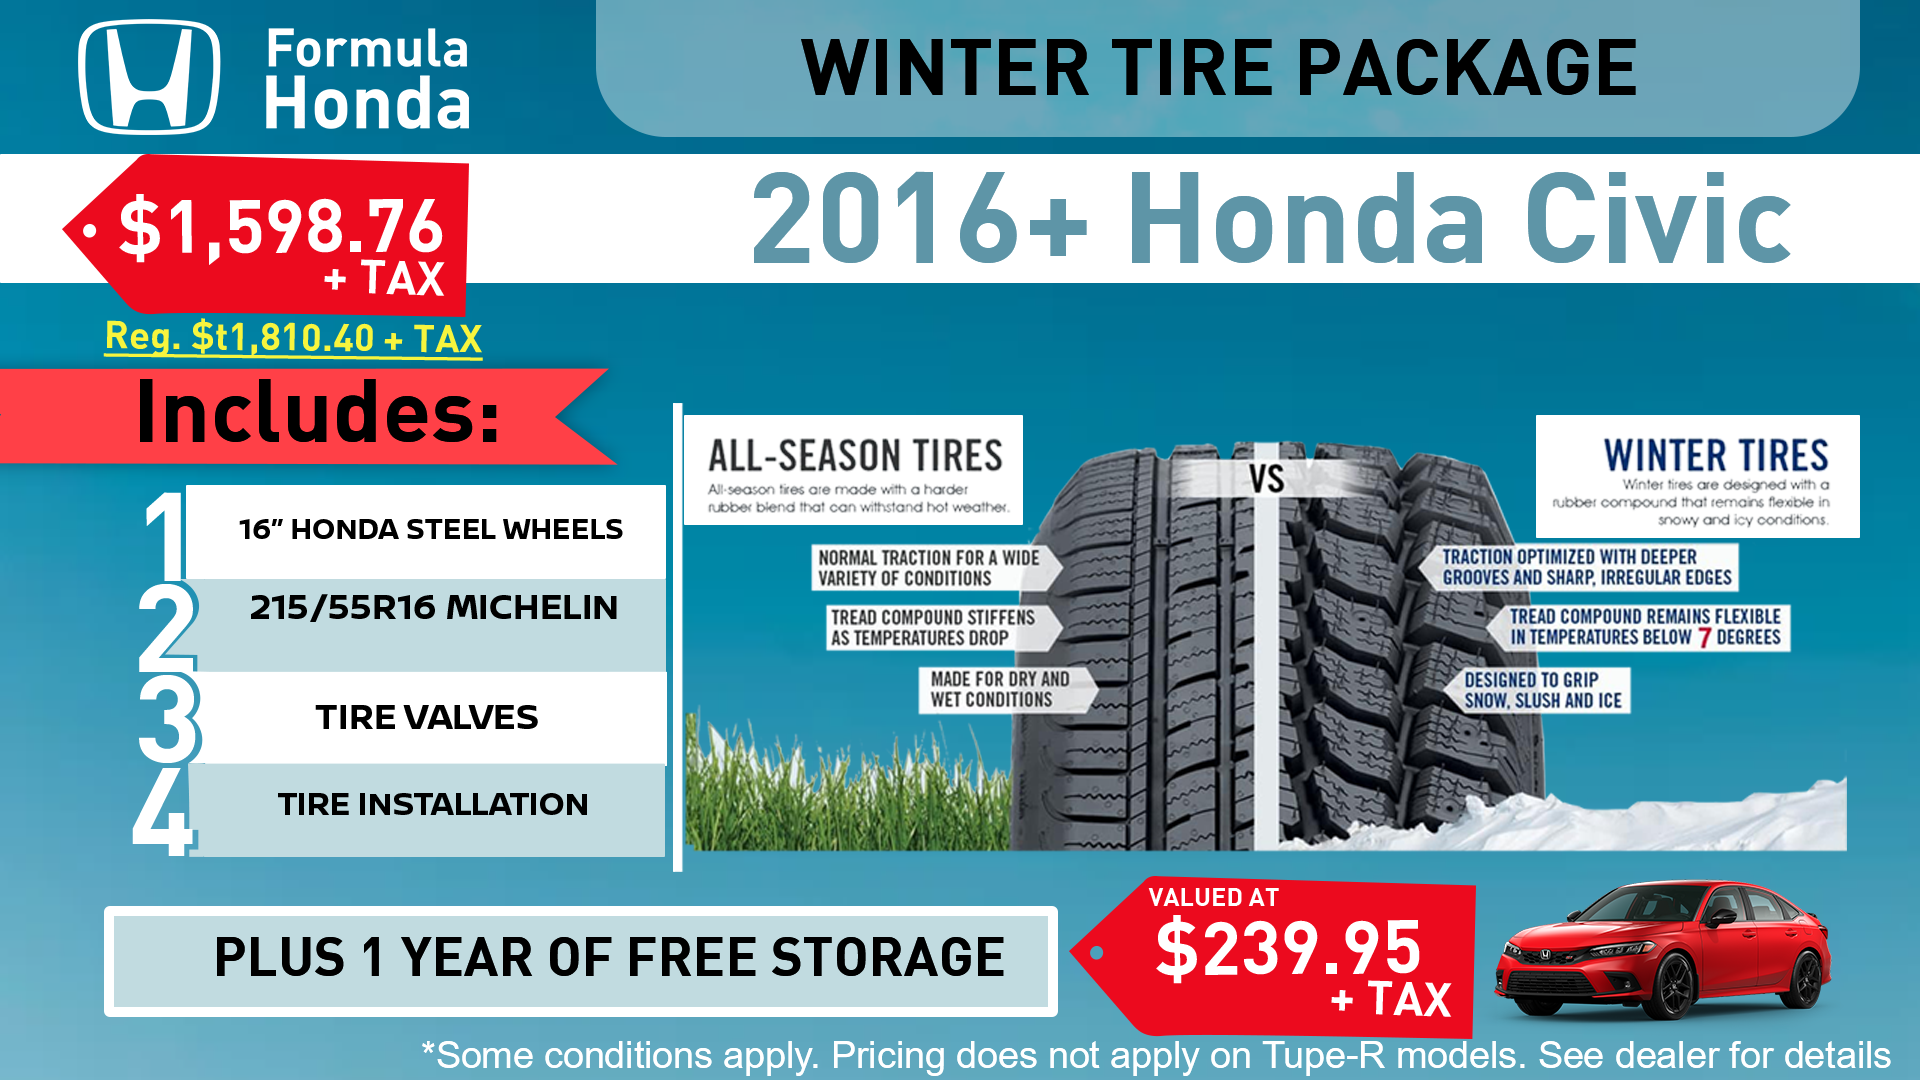 Formula
Honda
WINTER TIRE PACKAGE
$1,598.76
+ TAX
2016+ Honda Civic
Reg. $t1,810.40 + TAX
Includes:
1
16” HONDA STEEL WHEELS
2
215/55R16 MICHELIN
3
TIRE VALVES
4
TIRE INSTALLATION
ALL-SEASON TIRES
All-season tires are made with a harder
rubber blend that can withstand hot weather.
NORMAL TRACTION FOR A WIDE
VARIETY OF CONDITIONS
TREAD COMPOUND STIFFENS
AS TEMPERATURES DROP
MADE FOR DRY AND
WET CONDITIONS
VS
WINTER TIRES
Winter tires are designed with a
rubber compound that remains flexible in
snowy and icy conditions.
TRACTION OPTIMIZED WITH DEEPER
GROOVES AND SHARP, IRREGULAR EDGES
TREAD COMPOUND REMAINS FLEXIBLE
IN TEMPERATURES BELOW 7 DEGREES
DESIGNED TO GRIP
SNOW, SLUSH AND ICE
PLUS 1 YEAR OF FREE STORAGE
VALUED AT
$239.95
+ TAX
*Some conditions apply. Pricing does not apply on Tupe-R models. See dealer for details